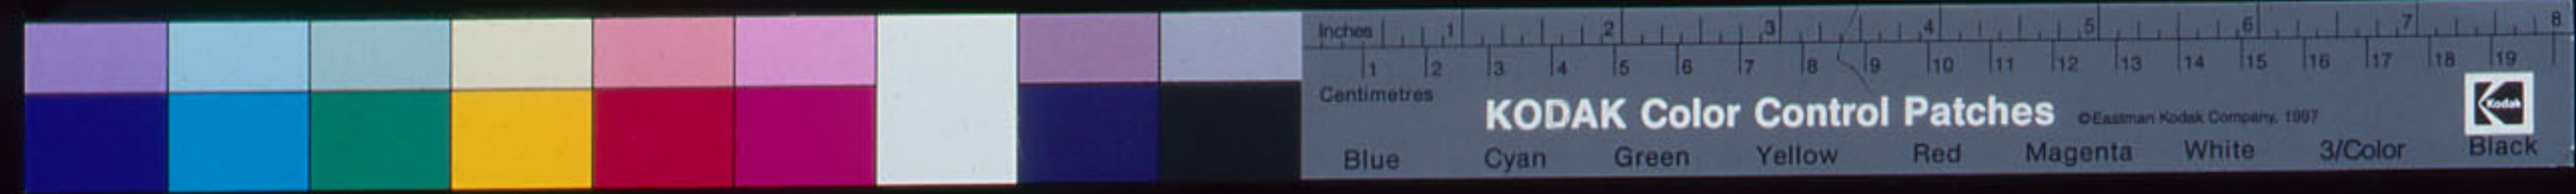 Inches 1 2 3 4 5 6 7 8
1 2 3 4 5 6 7 8 9 10 11 12 13 14 15 16 17 18 19
Centimetres
KODAK Color Control Patches ©Eastman Kodak Company, 1997 Kodak
Blue Cyan Green Yellow Red Magenta White 3/Color Black